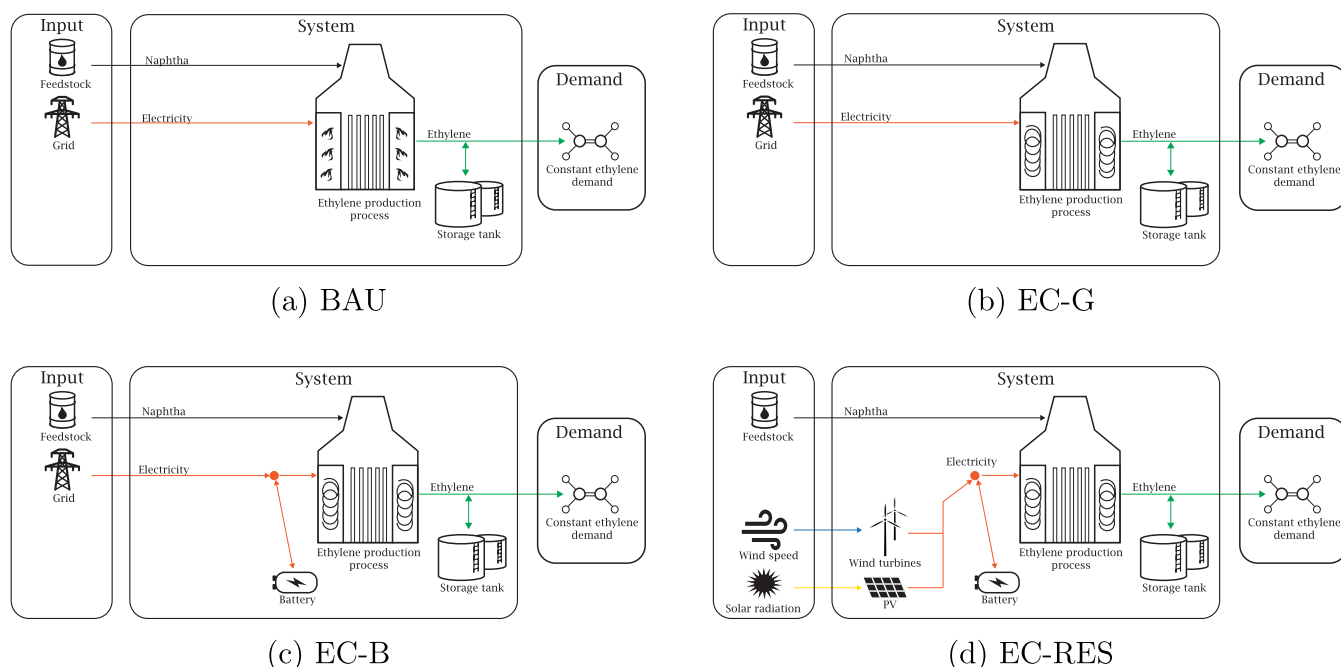 Input
System
Feedstock
Naphtha
Grid
Electricity
Ethylene production
process
Ethylene
Storage tank
Demand
Constant ethylene
demand
(a) BAU
Input
System
Feedstock
Naphtha
Grid
Electricity
Ethylene production
process
Ethylene
Storage tank
Demand
Constant ethylene
demand
(b) EC-G
Input
System
Feedstock
Naphtha
Grid
Electricity
Battery
Ethylene production
process
Ethylene
Storage tank
Demand
Constant ethylene
demand
(c) EC-B
Input
System
Feedstock
Naphtha
Wind speed
Wind turbines
Solar radiation
PV
Electricity
Battery
Ethylene production
process
Ethylene
Storage tank
Demand
Constant ethylene
demand
(d) EC-RES